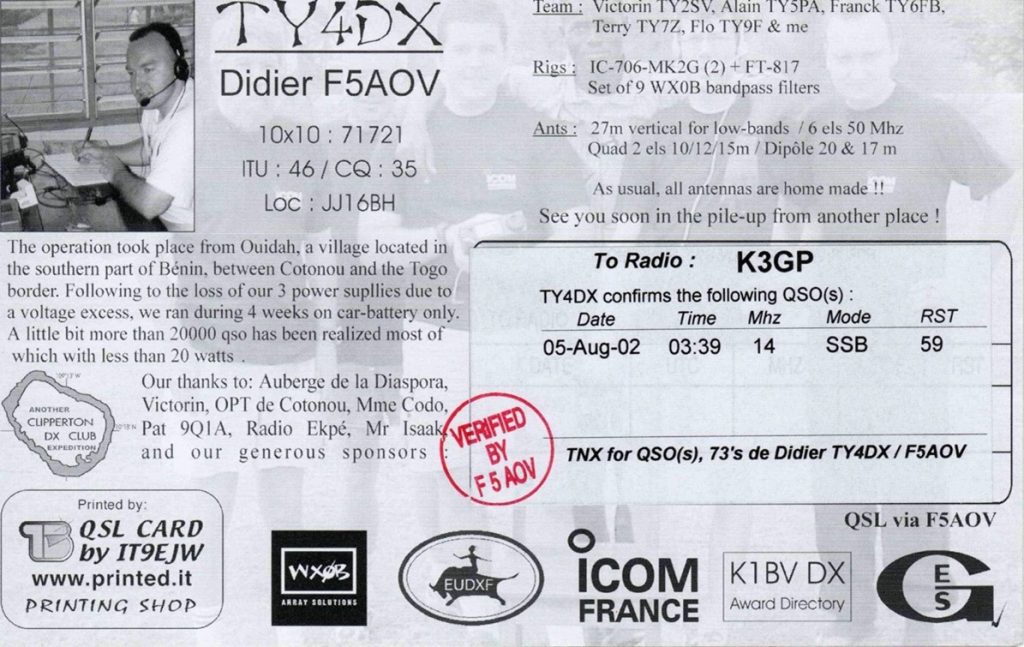 TY4DX
Didier F5AOV
10x10 : 71721
ITU : 46 / CQ : 35
Loc : JJ16BH
Team : Victorin TY2SV, Alain TY5PA, Franck TY6FB,
Terry TY7Z, Flo TY9F & me
Rigs : IC-706-MK2G (2) + FT-817
Set of 9 WX0B bandpass filters
Ants : 27m vertical for low-bands / 6 els 50 Mhz
Quad 2 els 10/12/15m / Dipôle 20 & 17 m
As usual, all antennas are home made !!
See you soon in the pile-up from another place !
The operation took place from Ouidah, a village located in
the southern part of Bénin, between Cotonou and the Togo
border. Following to the loss of our 3 power supllies due to
a voltage excess, we ran during 4 weeks on car-battery only.
A little bit more than 20000 qso has been realized most of
which with less than 20 watts .
To Radio : K3GP
TY4DX confirms the following QSO(s) :
Date Time Mhz Mode RST
05-Aug-02 03:39 14 SSB 59
TNX for QSO(s), 73's de Didier TY4DX / F5AOV
VERIFIED
BY
F5AOV
ANOTHER
CLIPPERTON
DX CLUB
EXPEDITION
Our thanks to: Auberge de la Diaspora,
Victorin, OPT de Cotonou, Mme Codo,
Pat 9Q1A, Radio Ekpé, Mr Isaak
and our generous sponsors :
QSL via F5AOV
Printed by:
QSL CARD
by IT9EJW
www.printed.it
PRINTING SHOP
WXØB
ARRAY SOLUTIONS
EUDXF
ICOM
FRANCE
K1BV DX
Award Directory
GES